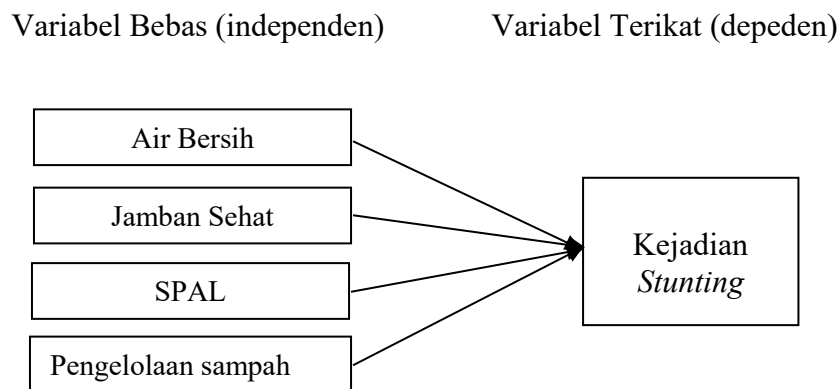 Variabel Bebas (independen)
Variabel Terikat (depeden)
Air Bersih
Jamban Sehat
SPAL
Pengelolaan sampah
Kejadian
Stunting